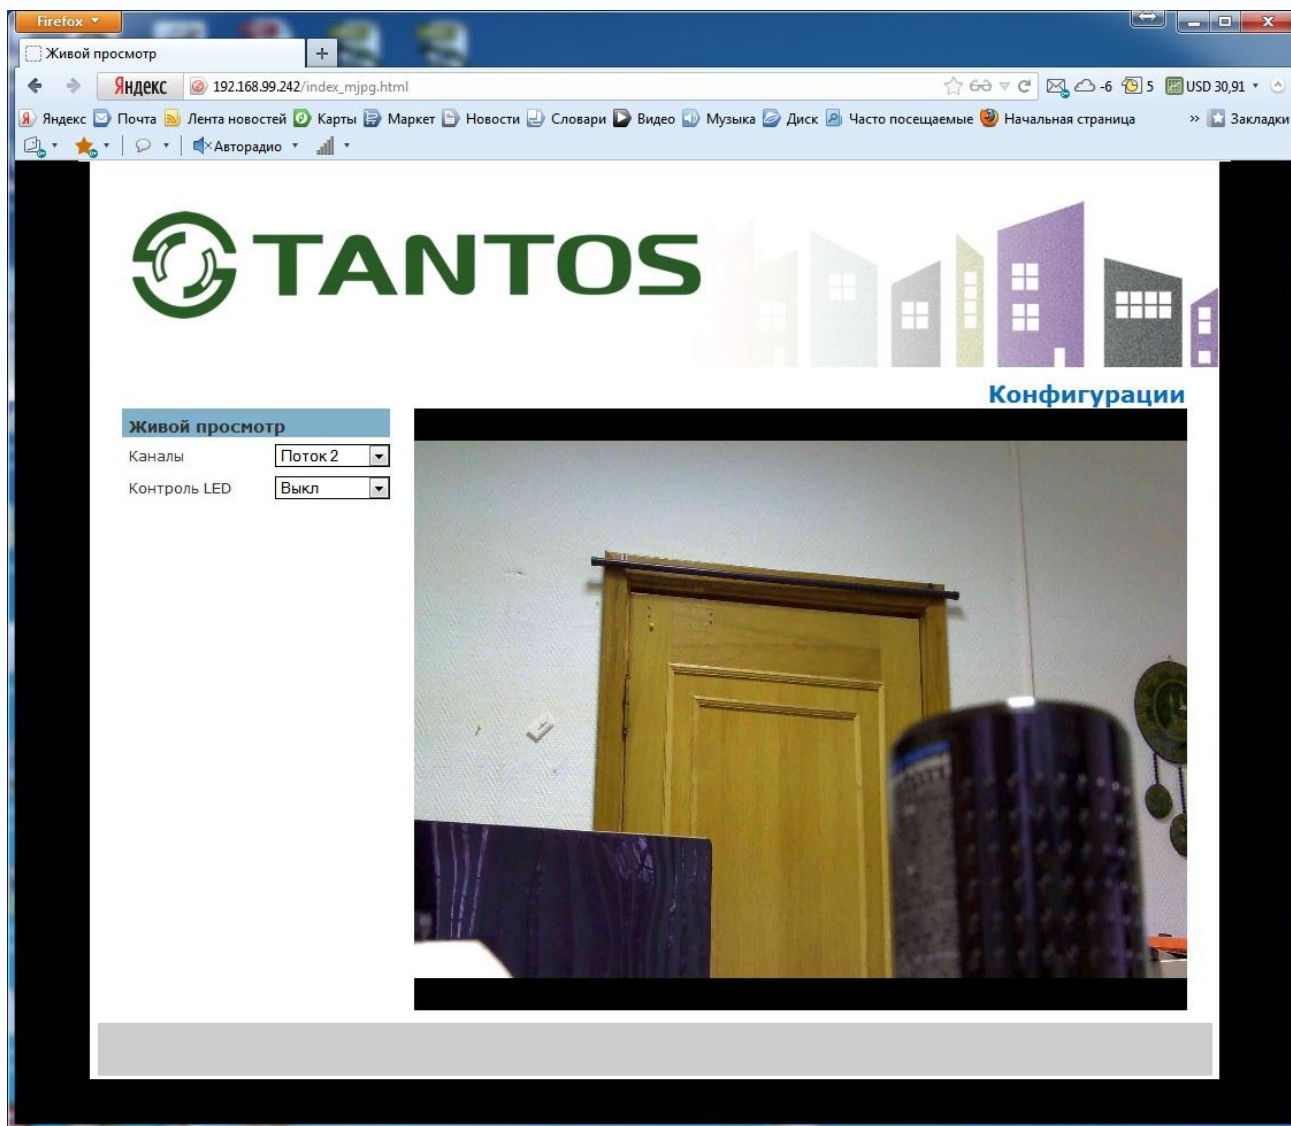 Firefox
Живой просмотр
Яндекс 192.168.99.242/index_mjpg.html -6 5 USD 30,91
Яндекс Почта Лента новостей Карты Маркет Новости Словари Видео Музыка Диск Часто посещаемые Начальная страница » Закладки
Авторадио
TANTOS
Конфигурации
Живой просмотр
Каналы Поток 2
Контроль LED Выкл